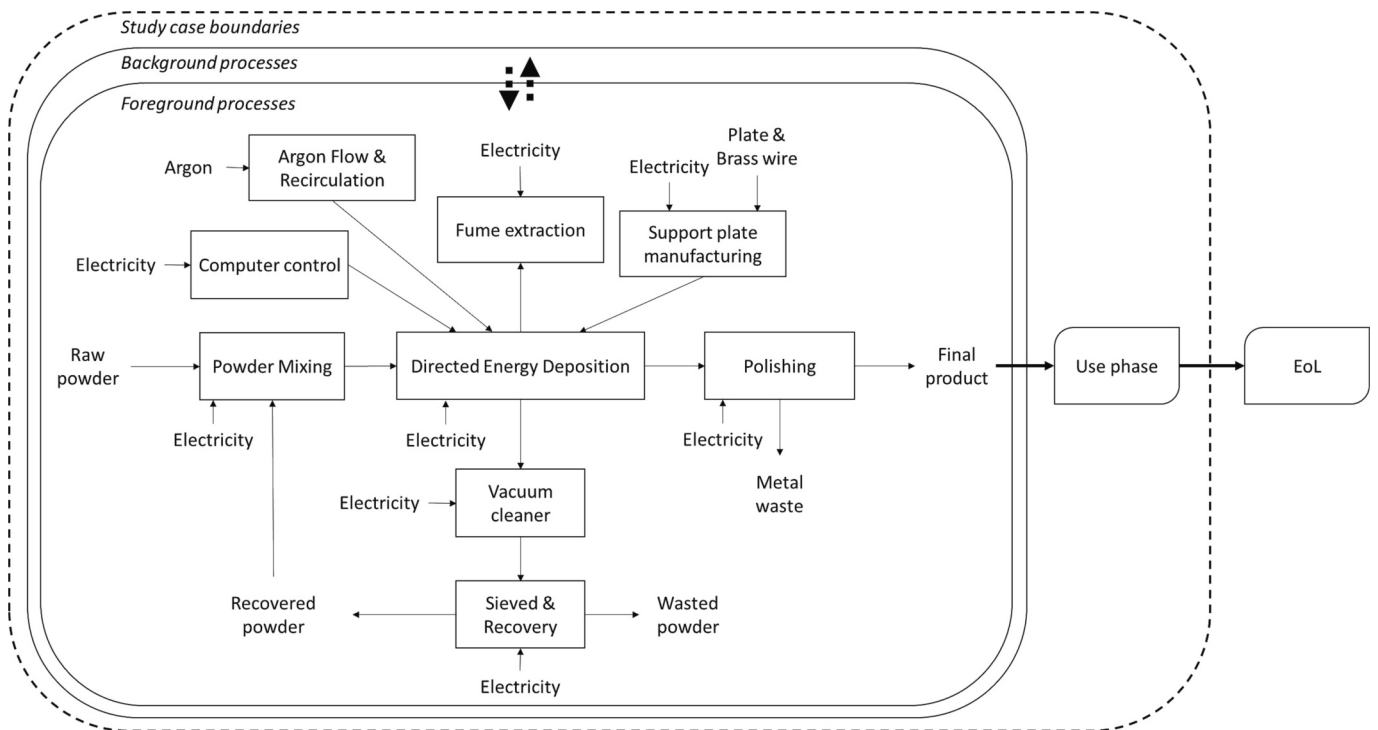 Study case boundaries
Background processes
Foreground processes
Argon
Argon Flow &
Recirculation
Electricity
Fume extraction
Electricity
Plate &
Brass wire
Support plate
manufacturing
Electricity
Computer control
Raw
powder
Powder Mixing
Electricity
Directed Energy Deposition
Electricity
Polishing
Electricity
Metal
waste
Final
product
Use phase
EoL
Electricity
Vacuum
cleaner
Recovered
powder
Sieved &
Recovery
Wasted
powder
Electricity